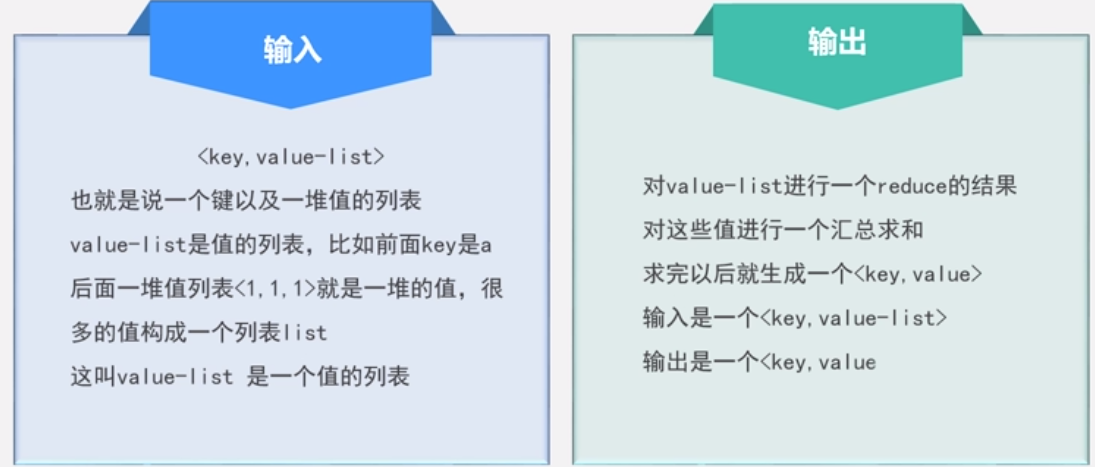 输入
<key,value-list>
也就是说一个键以及一堆值的列表
value-list是值的列表，比如前面key是a
后面一堆值列表<1,1,1>就是一堆的值，很
多的值构成一个列表list
这叫value-list 是一个值的列表
输出
对value-list进行一个reduce的结果
对这些值进行一个汇总求和
求完以后就生成一个<key,value>
输入是一个<key,value-list>
输出是一个<key,value